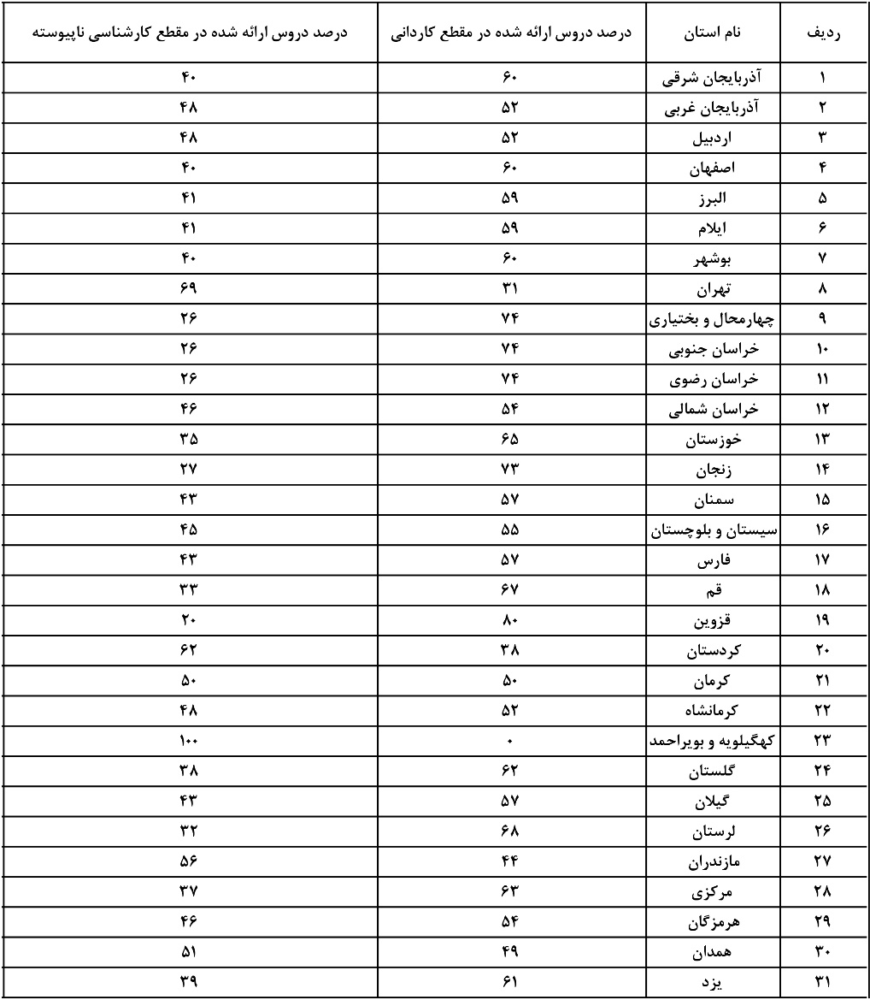 ردیف نام استان درصد دروس ارائه شده در مقطع کاردانی درصد دروس ارائه شده در مقطع کارشناسی ناپیوسته
۱ آذربایجان شرقی ۶۰ ۴۰
۲ آذربایجان غربی ۵۲ ۴۸
۳ اردبیل ۵۲ ۴۸
۴ اصفهان ۶۰ ۴۰
۵ البرز ۵۹ ۴۱
۶ ایلام ۵۹ ۴۱
۷ بوشهر ۶۰ ۴۰
۸ تهران ۳۱ ۶۹
۹ چهارمحال و بختیاری ۷۴ ۲۶
۱۰ خراسان جنوبی ۷۴ ۲۶
۱۱ خراسان رضوی ۷۴ ۲۶
۱۲ خراسان شمالی ۵۴ ۴۶
۱۳ خوزستان ۶۵ ۳۵
۱۴ زنجان ۷۳ ۲۷
۱۵ سمنان ۵۷ ۴۳
۱۶ سیستان و بلوچستان ۵۵ ۴۵
۱۷ فارس ۵۷ ۴۳
۱۸ قم ۶۷ ۳۳
۱۹ قزوین ۸۰ ۲۰
۲۰ کردستان ۳۸ ۶۲
۲۱ کرمان ۵۰ ۵۰
۲۲ کرمانشاه ۵۲ ۴۸
۲۳ کهگیلویه و بویراحمد ۰ ۱۰۰
۲۴ گلستان ۶۲ ۳۸
۲۵ گیلان ۵۷ ۴۳
۲۶ لرستان ۶۸ ۳۲
۲۷ مازندران ۴۴ ۵۶
۲۸ مرکزی ۶۳ ۳۷
۲۹ هرمزگان ۵۴ ۴۶
۳۰ همدان ۴۹ ۵۱
۳۱ یزد ۶۱ ۳۹